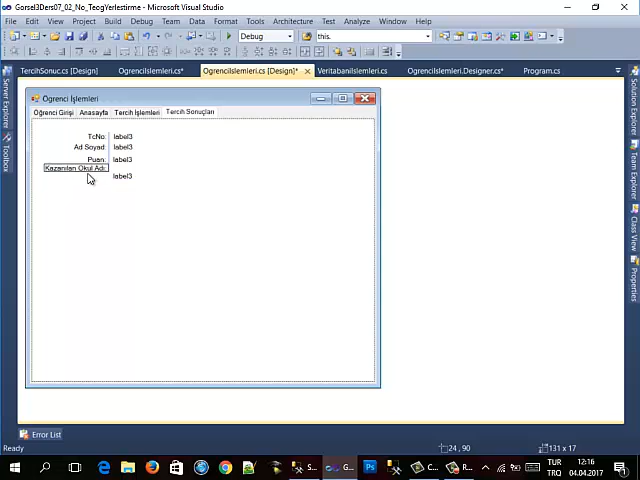 Gorsel3Ders07_02_No_TeogYerlestirme - Microsoft Visual Studio
File Edit View Project Build Debug Team Data Format Tools Architecture Test Analyze Window Help
Debug this.
TercihSonuc.cs [Design] OgrenciIslemleri.cs* OgrenciIslemleri.cs [Design]* VeritabaniIslemleri.cs OgrenciIslemleri.Designer.cs* Program.cs
Öğrenci İşlemleri
Öğrenci Girişi Anasayfa Tercih İşlemleri Tercih Sonuçları
TcNo: label3
Ad Soyad: label3
Puan: label3
Kazanılan Okul Adı:
label3
Server Explorer
Toolbox
Solution Explorer
Team Explorer
Class View
Properties
Error List
Ready 24 , 90 131 x 17
S... G... C... R... TUR 12:16
TRQ 04.04.2017